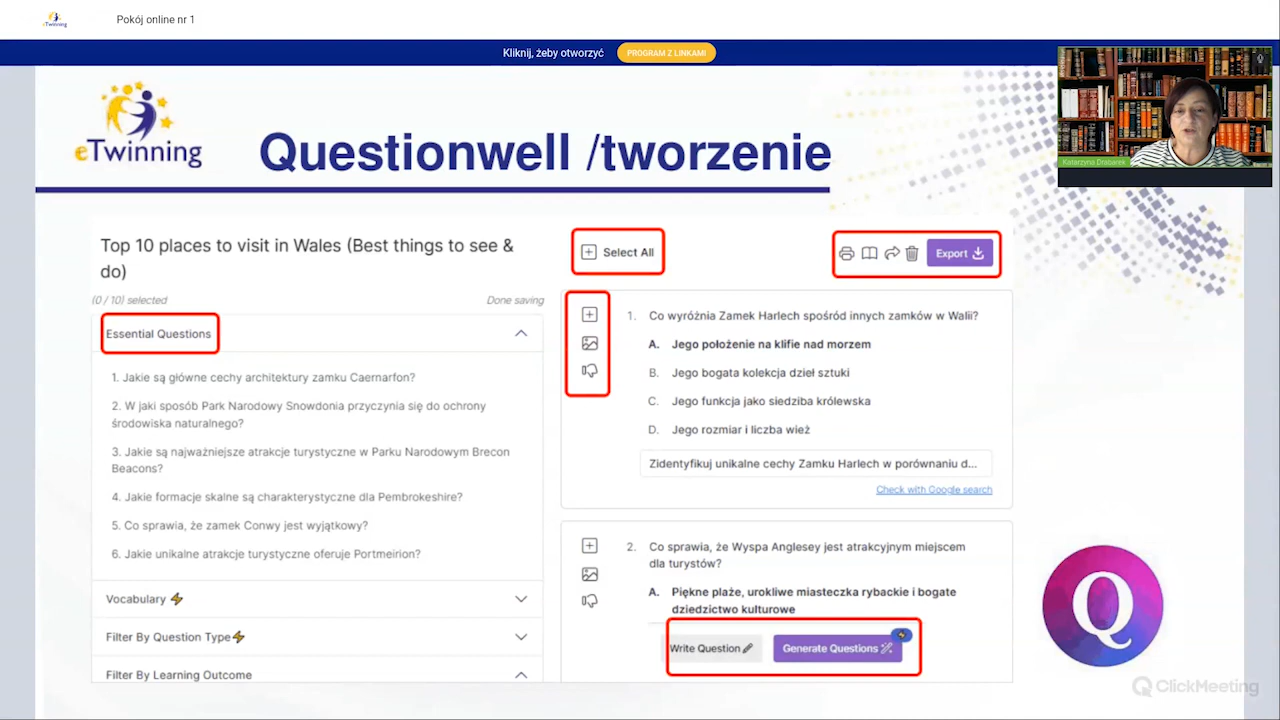 eTwinning
Pokój online nr 1
Kliknij, żeby otworzyć
PROGRAM Z LINKAMI
Katarzyna Drabarek
eTwinning
Questionwell /tworzenie
Top 10 places to visit in Wales (Best things to see &
do)
(0 / 10) selected
Done saving
Essential Questions
1. Jakie są główne cechy architektury zamku Caernarfon?
2. W jaki sposób Park Narodowy Snowdonia przyczynia się do ochrony
środowiska naturalnego?
3. Jakie są najważniejsze atrakcje turystyczne w Parku Narodowym Brecon
Beacons?
4. Jakie formacje skalne są charakterystyczne dla Pembrokeshire?
5. Co sprawia, że zamek Conwy jest wyjątkowy?
6. Jakie unikalne atrakcje turystyczne oferuje Portmeirion?
Vocabulary
Filter By Question Type
Filter By Learning Outcome
Select All
Export
1. Co wyróżnia Zamek Harlech spośród innych zamków w Walii?
A. Jego położenie na klifie nad morzem
B. Jego bogata kolekcja dzieł sztuki
C. Jego funkcja jako siedziba królewska
D. Jego rozmiar i liczba wież
Zidentyfikuj unikalne cechy Zamku Harlech w porównaniu d...
Check with Google search
2. Co sprawia, że Wyspa Anglesey jest atrakcyjnym miejscem
dla turystów?
A. Piękne plaże, urokliwe miasteczka rybackie i bogate
dziedzictwo kulturowe
Write Question
Generate Questions
Q
ClickMeeting